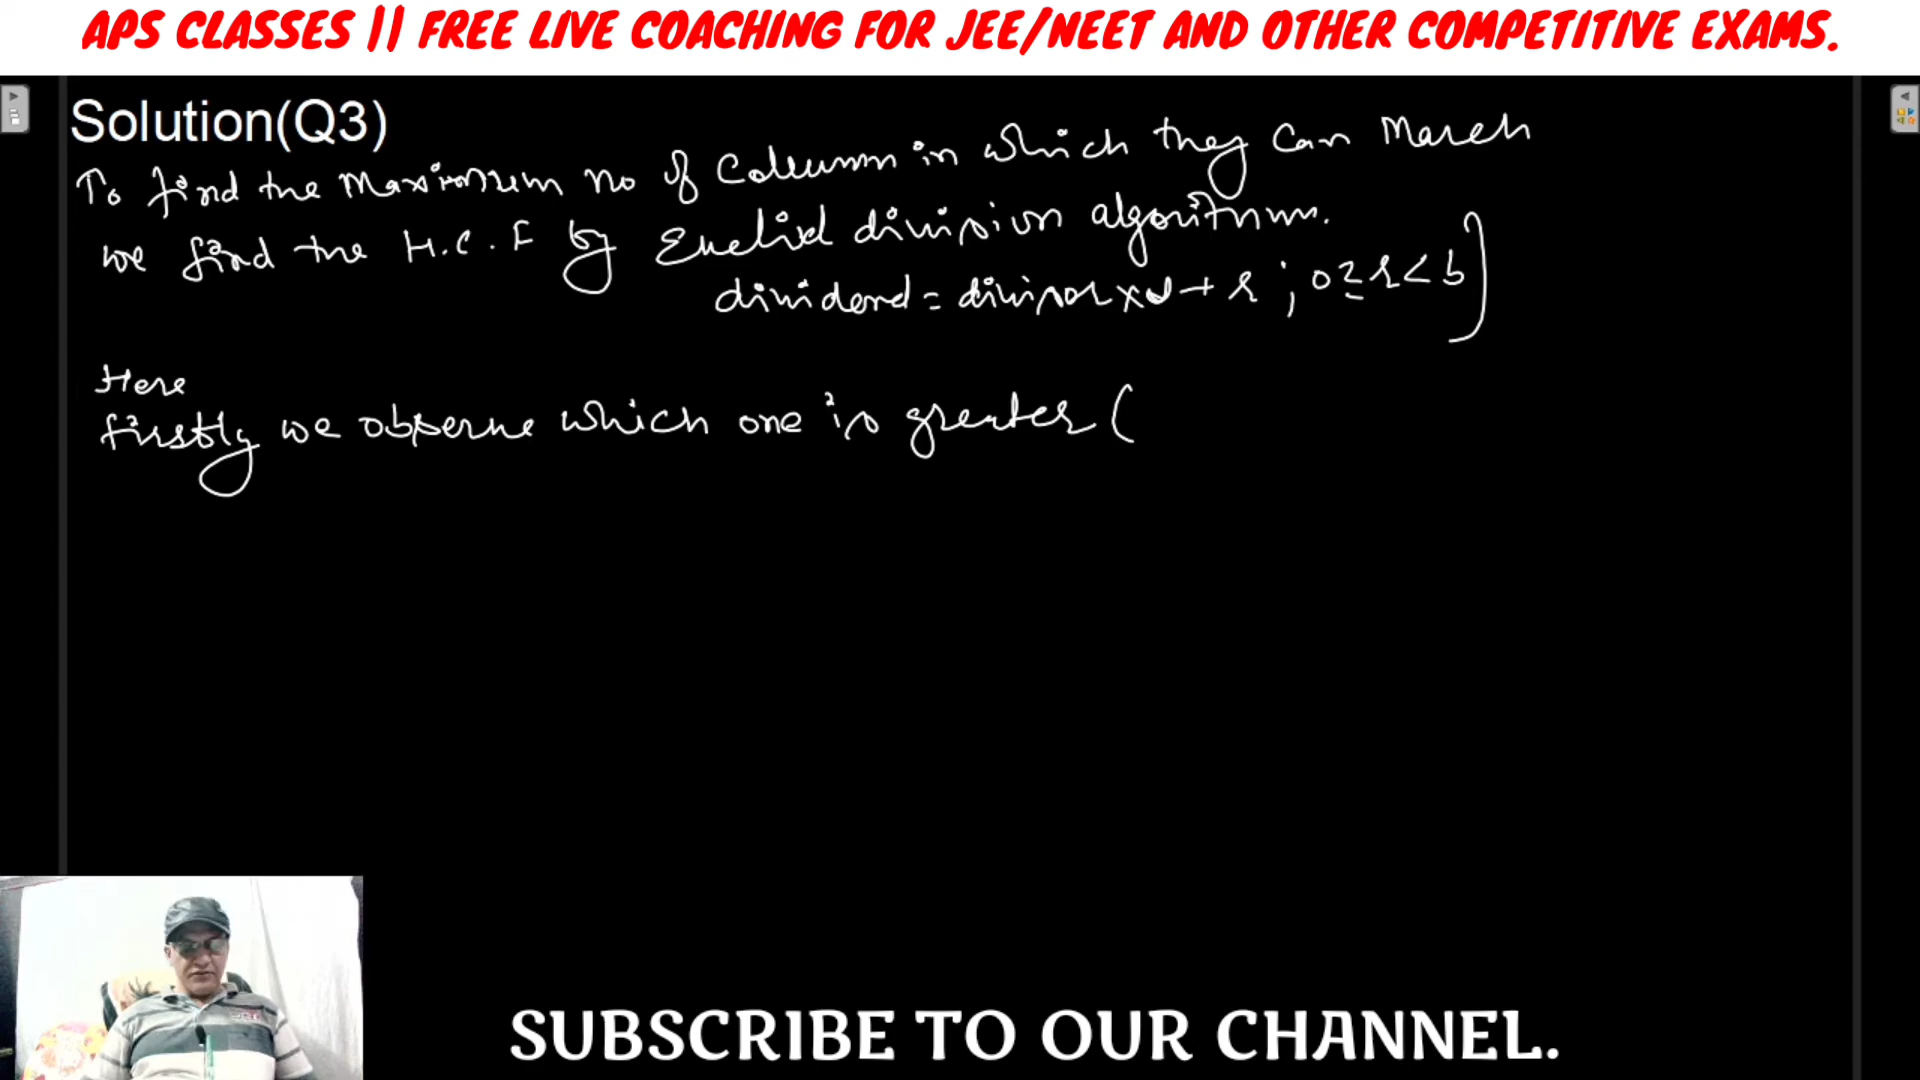 APS CLASSES || FREE LIVE COACHING FOR JEE/NEET AND OTHER COMPETITIVE EXAMS.
Solution(Q3)
To find the Maximum no of Column in which they can March
we find the H.C.F by Euclid division algorithm.
dividend = divisor x q + r ; 0 ≥ r < b]
Here
firstly we observe which one is greater (
SUBSCRIBE TO OUR CHANNEL.